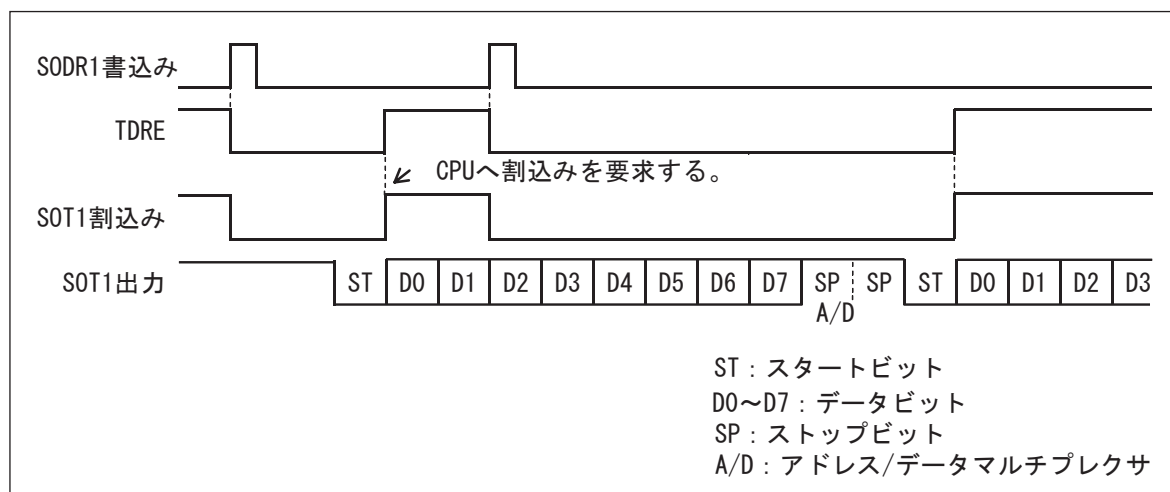 SODR1書込み
TDRE
CPUへ割込みを要求する。
SOT1割込み
SOT1出力
ST D0 D1 D2 D3 D4 D5 D6 D7 SP SP ST D0 D1 D2 D3
A/D
ST：スタートビット
D0～D7：データビット
SP：ストップビット
A/D：アドレス/データマルチプレクサ